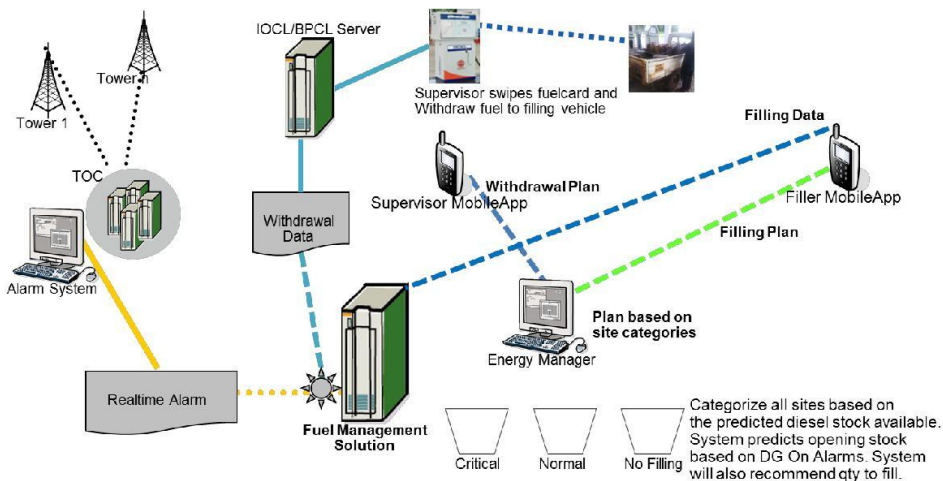 IOCL/BPCL Server
Tower n
Tower 1
Supervisor swipes fuelcard and
Withdraw fuel to filling vehicle
Filling Data
TOC
Withdrawal Plan
Supervisor MobileApp
Filler MobileApp
Withdrawal
Data
Filling Plan
Alarm System
Plan based on
site categories
Energy Manager
Realtime Alarm
Fuel Management
Solution
Critical
Normal
No Filling
Categorize all sites based on
the predicted diesel stock available.
System predicts opening stock
based on DG On Alarms. System
will also recommend qty to fill.